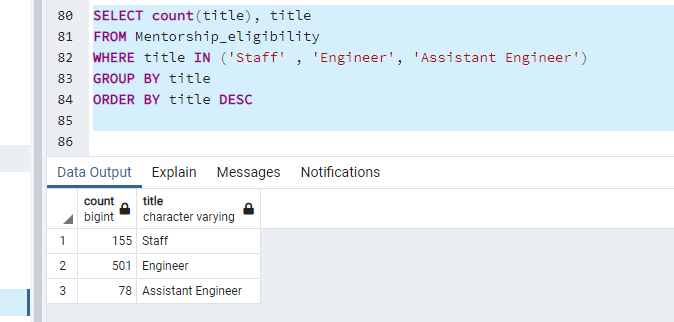 80 SELECT count(title), title
81 FROM Mentorship_eligibility
82 WHERE title IN ('Staff' , 'Engineer', 'Assistant Engineer')
83 GROUP BY title
84 ORDER BY title DESC
85
86
Data Output Explain Messages Notifications
count title
bigint character varying
1 155 Staff
2 501 Engineer
3 78 Assistant Engineer